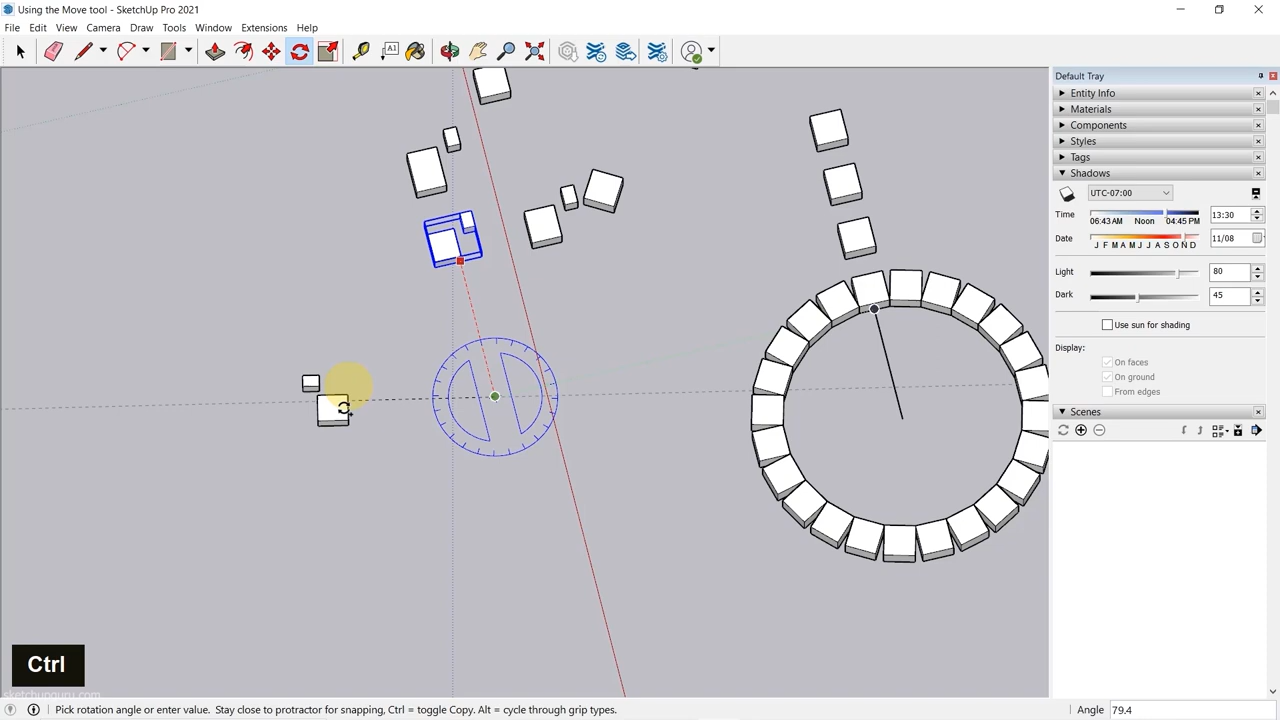 Using the Move tool - SketchUp Pro 2021
File Edit View Camera Draw Tools Window Extensions Help
A1
Default Tray
Entity Info
Materials
Components
Styles
Tags
Shadows
UTC-07:00
Time 06:43 AM Noon 04:45 PM 13:30
Date J F M A M J J A S O N D 11/08
Light 80
Dark 45
Use sun for shading
Display:
On faces
On ground
From edges
Scenes
Ctrl
sketchupguru.com
Pick rotation angle or enter value. Stay close to protractor for snapping, Ctrl = toggle Copy. Alt = cycle through grip types.
Angle 79.4